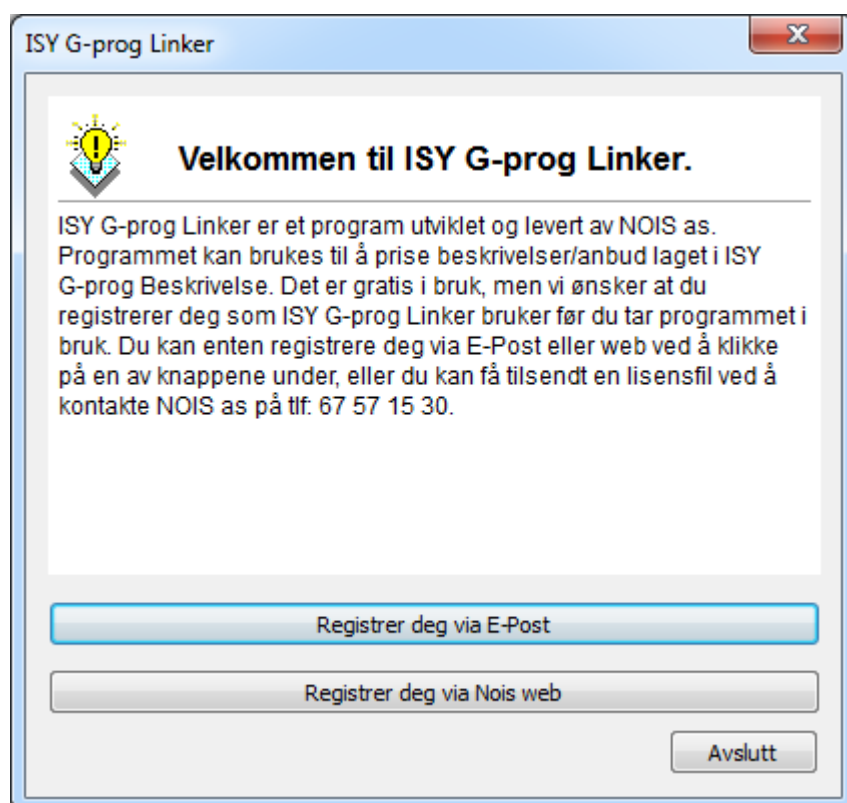 ISY G-prog Linker
Velkommen til ISY G-prog Linker.
ISY G-prog Linker er et program utviklet og levert av NOIS as.
Programmet kan brukes til å prise beskrivelser/anbud laget i ISY
G-prog Beskrivelse. Det er gratis i bruk, men vi ønsker at du
registrerer deg som ISY G-prog Linker bruker før du tar programmet i
bruk. Du kan enten registrere deg via E-Post eller web ved å klikke
på en av knappene under, eller du kan få tilsendt en lisensfil ved å
kontakte NOIS as på tlf: 67 57 15 30.
Registrer deg via E-Post
Registrer deg via Nois web
Avslutt